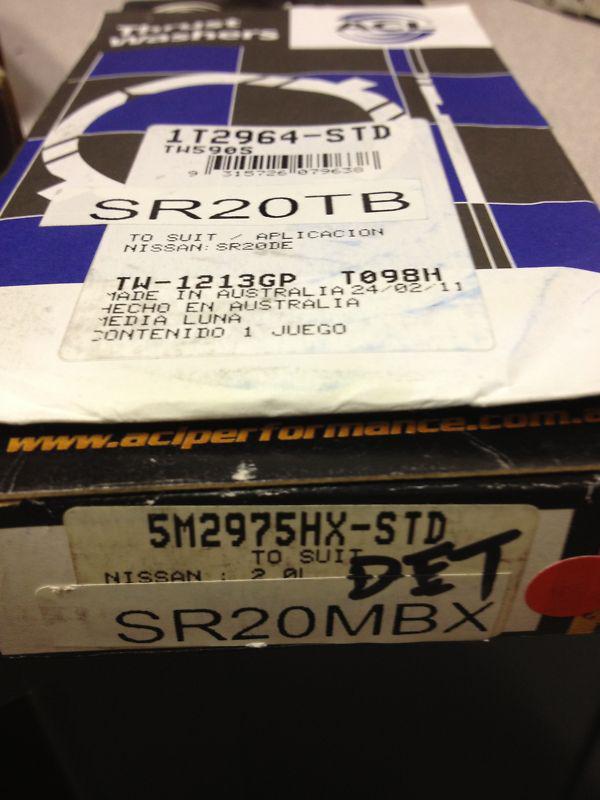 Thrust
Washers
ACL
1T2964-STD
TW590S
9 315726 079638
SR20TB
TO SUIT / APLICACION
NISSAN: SR20DE
TW-1213GP T098H
MADE IN AUSTRALIA 24/02/11
HECHO EN AUSTRALIA
MEDIA LUNA
CONTENIDO 1 JUEGO
www.aclperformance.com.a
5M2975HX-STD
TO SUIT
NISSAN : 2.0L
DET
SR20MBX